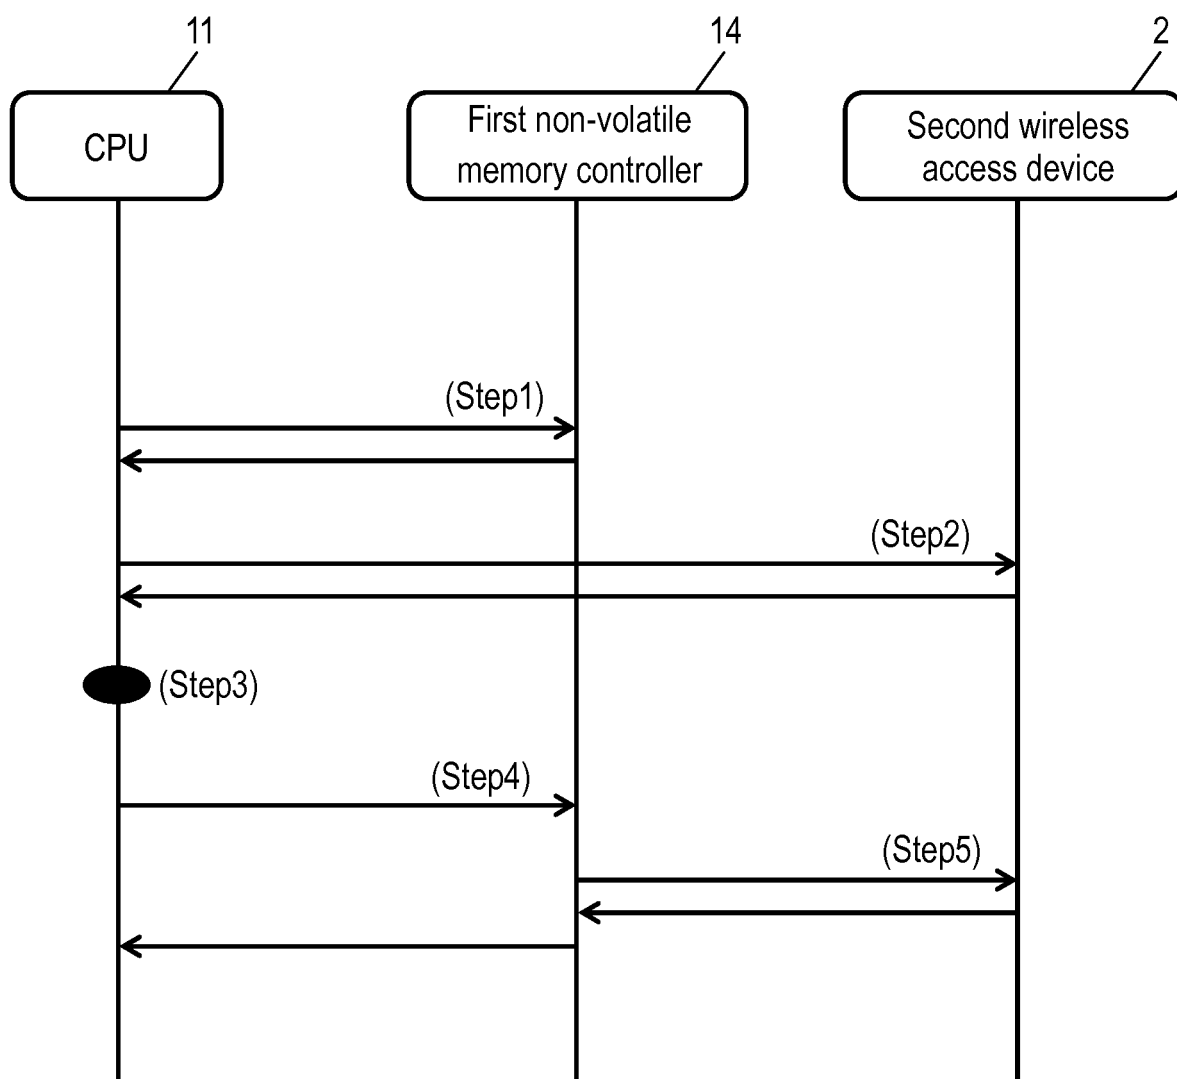 11
14
2
CPU
First non-volatile
memory controller
Second wireless
access device
(Step1)
(Step2)
(Step3)
(Step4)
(Step5)